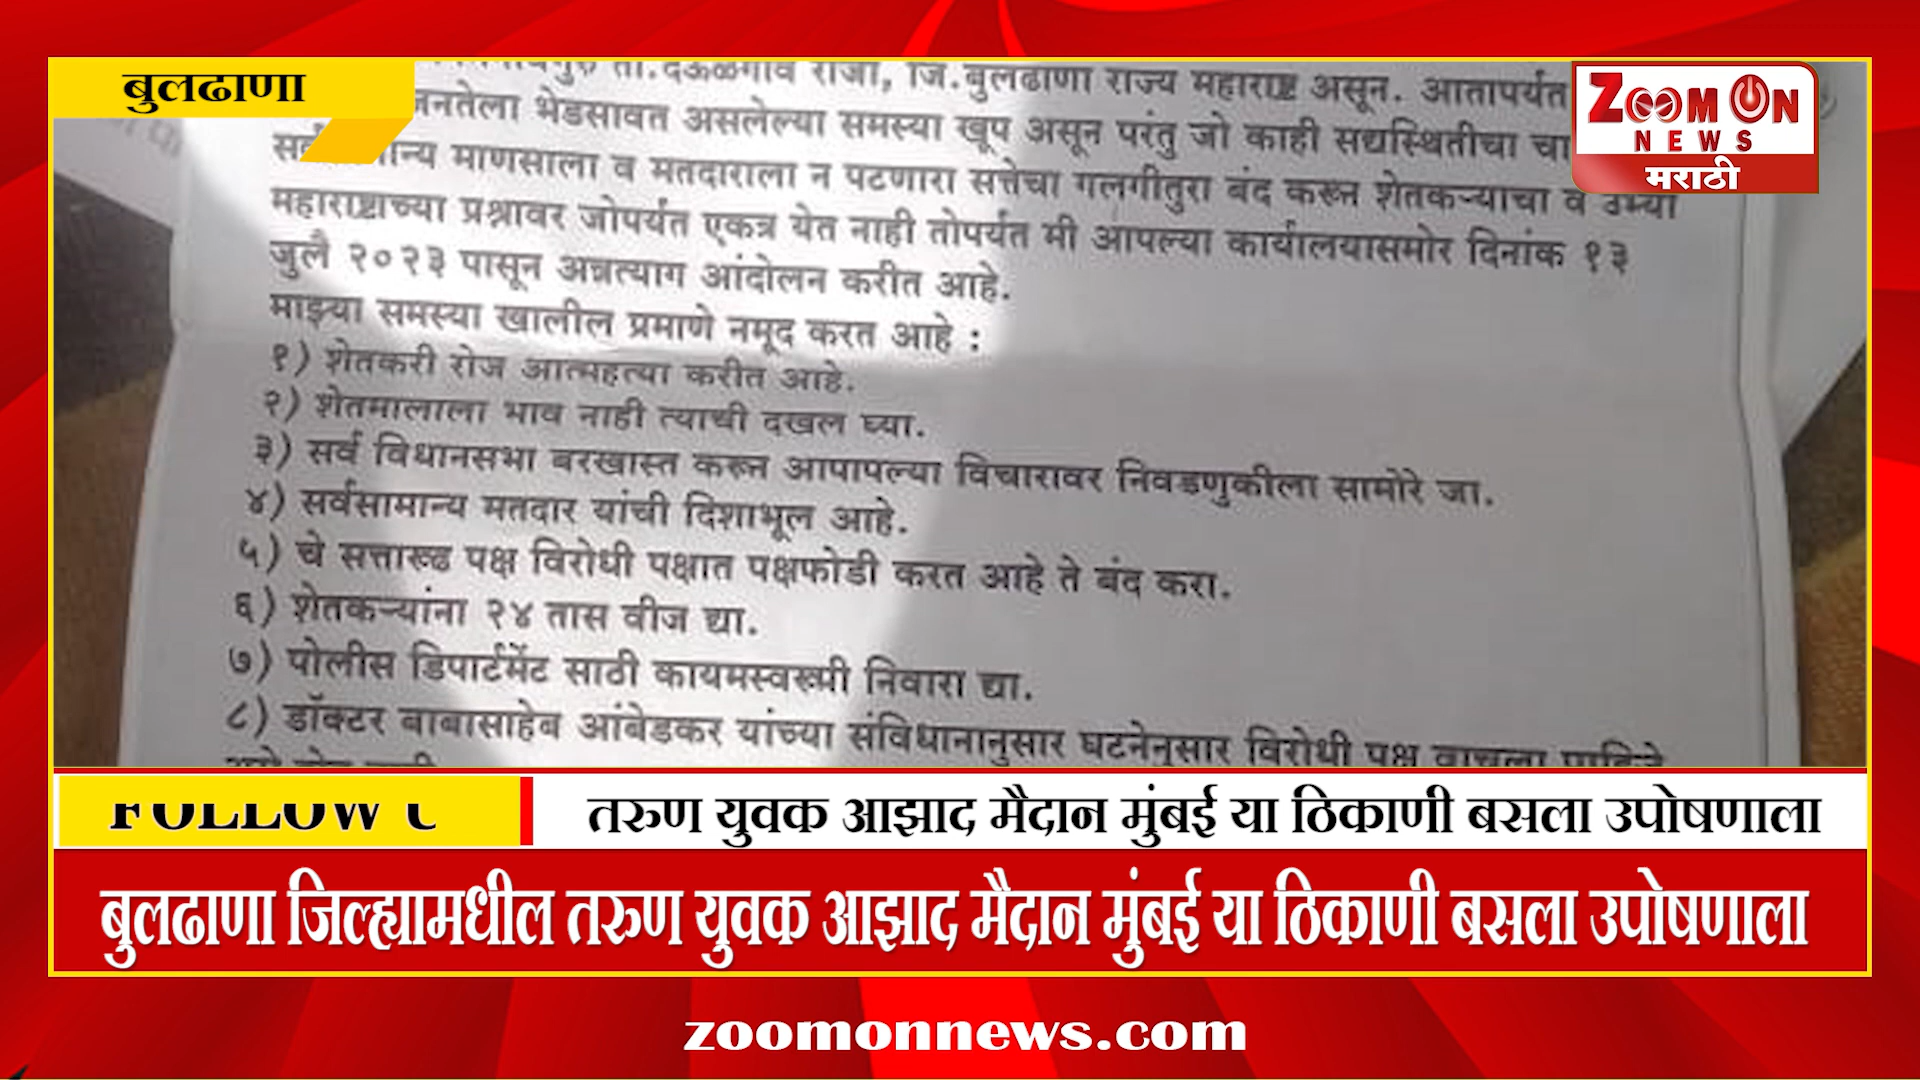 बुलढाणा
ZOOM ON
NEWS
मराठी
ता.दऊळगाव राजा, जि.बुलढाणा राज्य महाराष्ट्र असून. आतापर्यंत
जनतेला भेडसावत असलेल्या समस्या खूप असून परंतु जो काही सद्यस्थितीचा
माणसाला व मतदाराला न पटणारा सत्तेचा गलगीतुरा बंद करून शेतकऱ्याचा व उभ्या
महाराष्ट्राच्या प्रश्नावर जोपर्यंत एकत्र येत नाही तोपर्यंत मी आपल्या कार्यालयासमोर दिनांक १३
जुलै २०२३ पासून अन्नत्याग आंदोलन करीत आहे.
माझ्या समस्या खालील प्रमाणे नमूद करत आहे :
१) शेतकरी रोज आत्महत्या करीत आहे.
२) शेतमालाला भाव नाही त्याची दखल घ्या.
३) सर्व विधानसभा बरखास्त करून आपापल्या विचारावर निवडणुकीला सामोरे जा.
४) सर्वसामान्य मतदार यांची दिशाभूल आहे.
५) चे सत्तारूढ पक्ष विरोधी पक्षात पक्षफोडी करत आहे ते बंद करा.
६) शेतकऱ्यांना २४ तास वीज द्या.
७) पोलीस डिपार्टमेंट साठी कायमस्वरूपी निवारा द्या.
८) डॉक्टर बाबासाहेब आंबेडकर यांच्या संविधानानुसार घटनेनुसार विरोधी पक्ष वाचला पाहिजे
FOLLOW U
तरुण युवक आझाद मैदान मुंबई या ठिकाणी बसला उपोषणाला
बुलढाणा जिल्ह्यामधील तरुण युवक आझाद मैदान मुंबई या ठिकाणी बसला उपोषणाला
zoomonnews.com